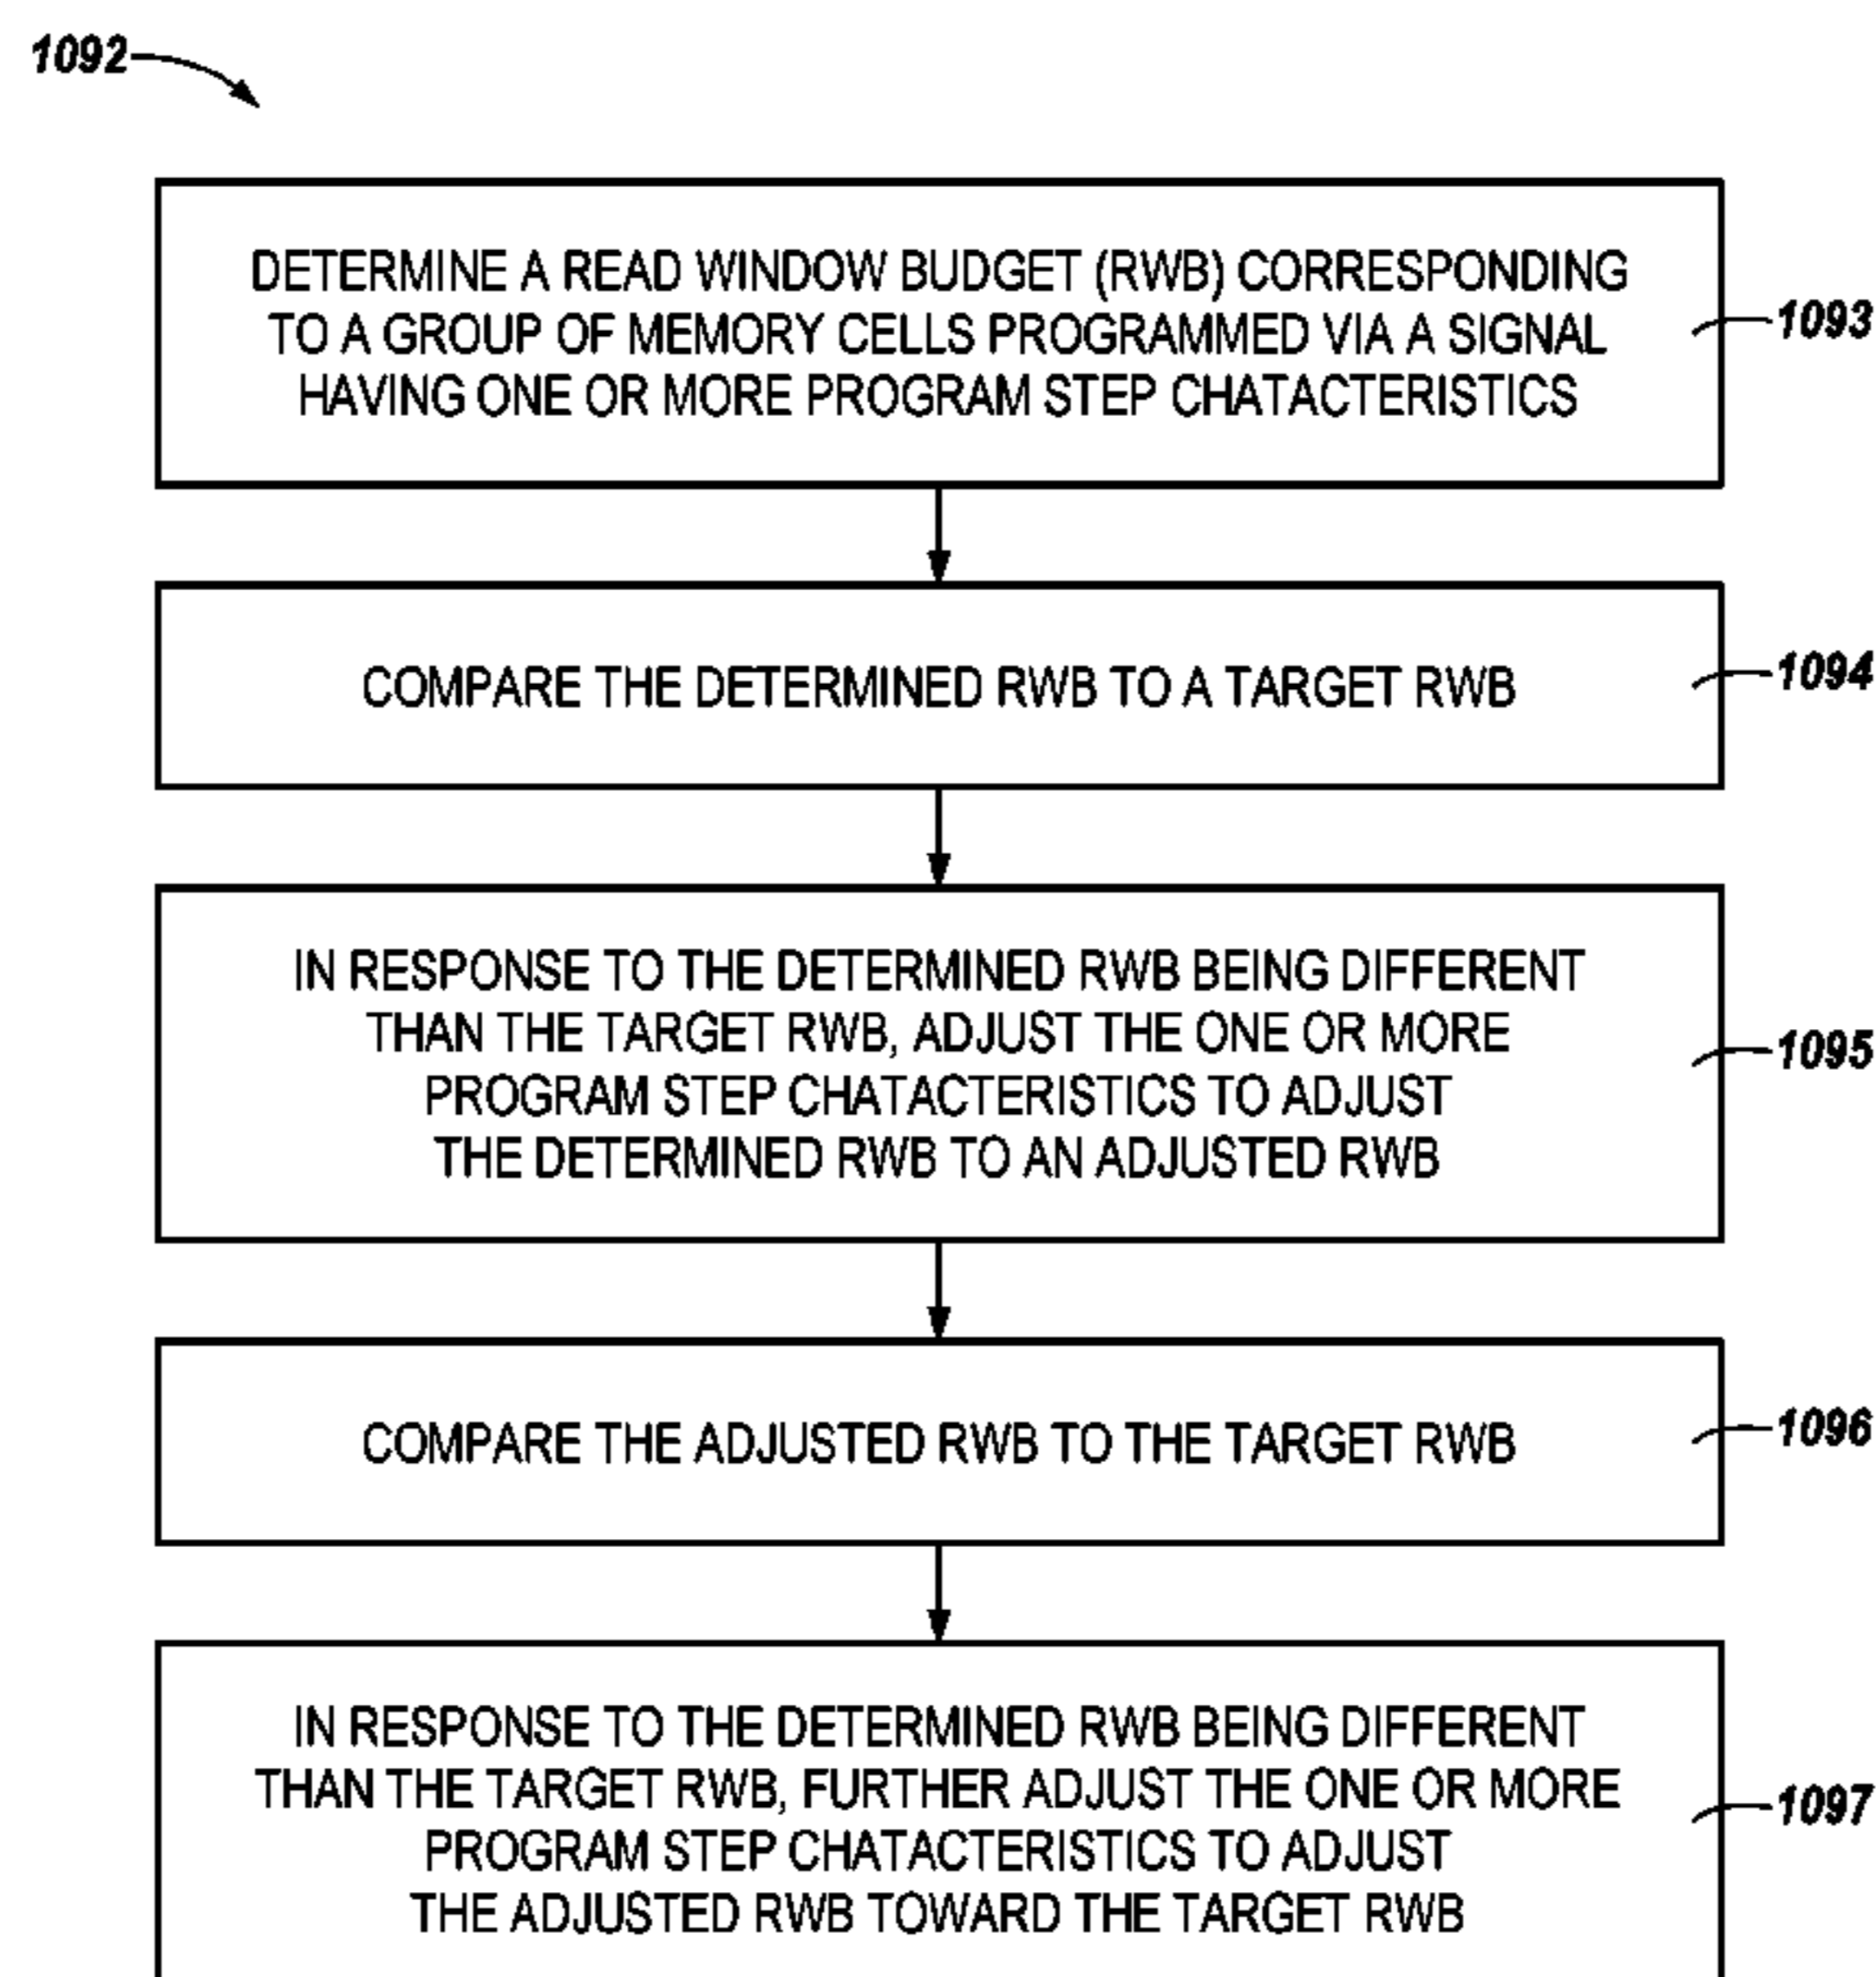 1092
DETERMINE A READ WINDOW BUDGET (RWB) CORRESPONDING
TO A GROUP OF MEMORY CELLS PROGRAMMED VIA A SIGNAL
HAVING ONE OR MORE PROGRAM STEP CHATACTERISTICS
1093
COMPARE THE DETERMINED RWB TO A TARGET RWB
1094
IN RESPONSE TO THE DETERMINED RWB BEING DIFFERENT
THAN THE TARGET RWB, ADJUST THE ONE OR MORE
PROGRAM STEP CHATACTERISTICS TO ADJUST
THE DETERMINED RWB TO AN ADJUSTED RWB
1095
COMPARE THE ADJUSTED RWB TO THE TARGET RWB
1096
IN RESPONSE TO THE DETERMINED RWB BEING DIFFERENT
THAN THE TARGET RWB, FURTHER ADJUST THE ONE OR MORE
PROGRAM STEP CHATACTERISTICS TO ADJUST
THE ADJUSTED RWB TOWARD THE TARGET RWB
1097